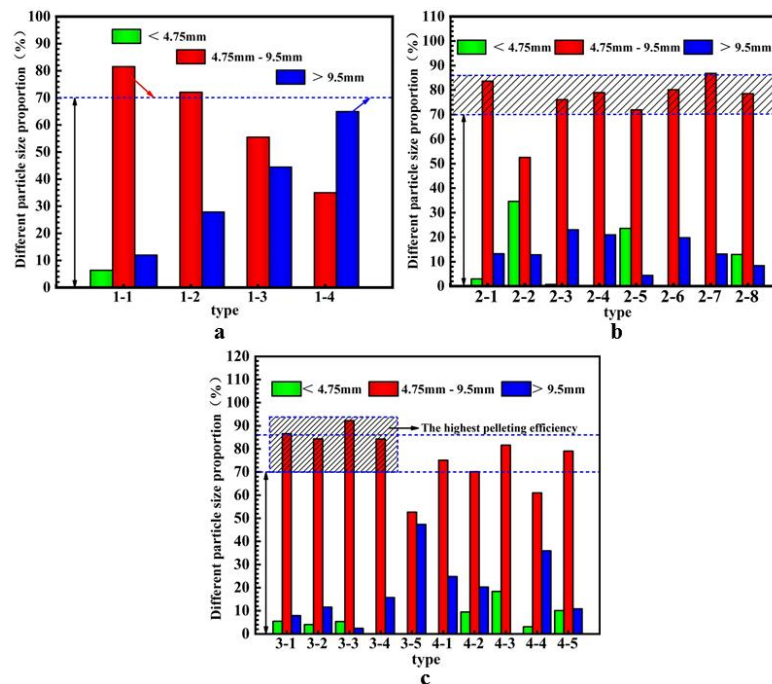 Different particle size proportion (%)
100
90
80
70
60
50
40
30
20
10
0
< 4.75mm
4.75mm - 9.5mm
> 9.5mm
1-1 1-2 1-3 1-4
type
a
Different particle size proportion (%)
110
100
90
80
70
60
50
40
30
20
10
0
< 4.75mm 4.75mm - 9.5mm > 9.5mm
2-1 2-2 2-3 2-4 2-5 2-6 2-7 2-8
type
b
Different particle size proportion (%)
120
110
100
90
80
70
60
50
40
30
20
10
0
< 4.75mm 4.75mm - 9.5mm > 9.5mm
The highest pelleting efficiency
3-1 3-2 3-3 3-4 3-5 4-1 4-2 4-3 4-4 4-5
type
c